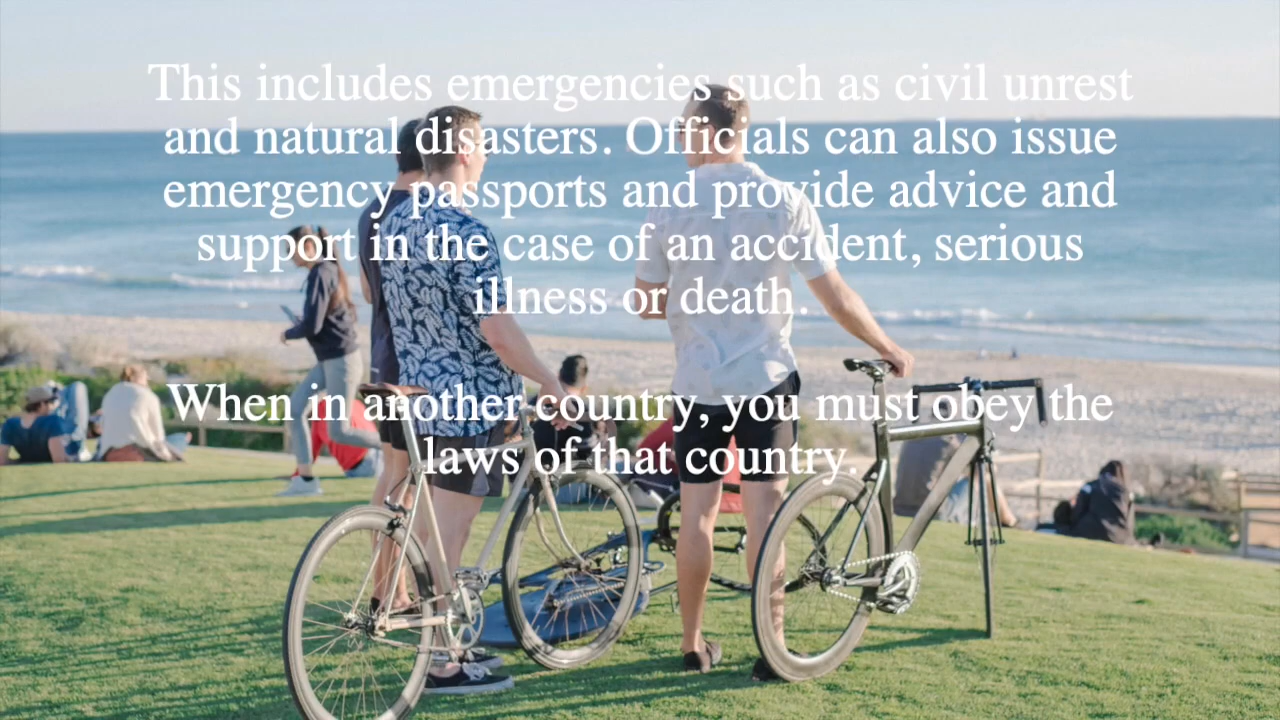 This includes emergencies such as civil unrest
and natural disasters. Officials can also issue
emergency passports and provide advice and
support in the case of an accident, serious
illness or death.
When in another country, you must obey the
laws of that country.